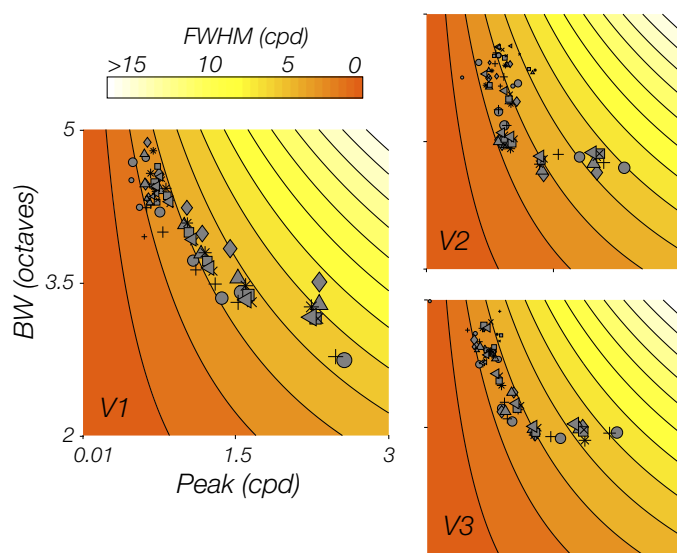 FWHM (cpd)
>15 10 5 0
5
3.5
2
BW (octaves)
V1
0.01 1.5 3
Peak (cpd)
V2
V3